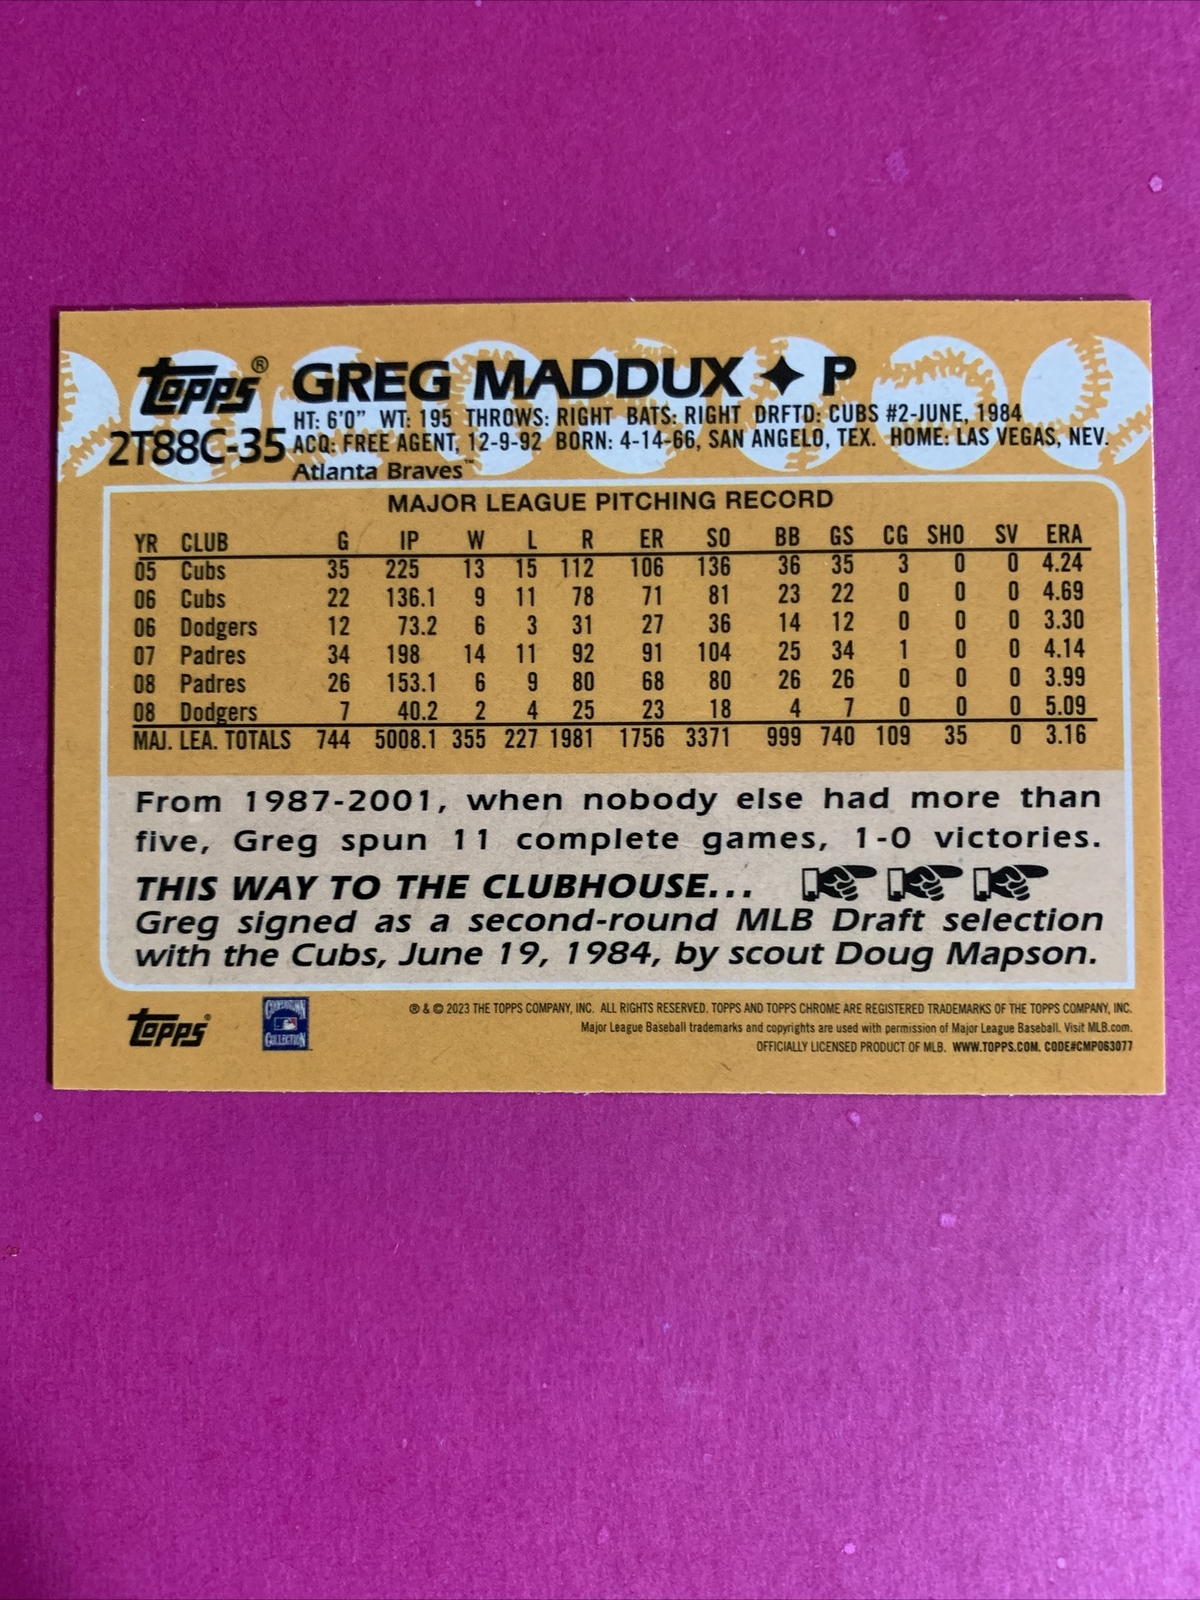 Topps®
GREG MADDUX ✦ P
2T88C-35
HT: 6'0" WT: 195 THROWS: RIGHT BATS: RIGHT DRFTD: CUBS #2-JUNE, 1984
ACQ: FREE AGENT, 12-9-92 BORN: 4-14-66, SAN ANGELO, TEX. HOME: LAS VEGAS, NEV.
Atlanta Braves™
MAJOR LEAGUE PITCHING RECORD
YR CLUB G IP W L R ER SO BB GS CG SHO SV ERA
05 Cubs 35 225 13 15 112 106 136 36 35 3 0 0 4.24
06 Cubs 22 136.1 9 11 78 71 81 23 22 0 0 0 4.69
06 Dodgers 12 73.2 6 3 31 27 36 14 12 0 0 0 3.30
07 Padres 34 198 14 11 92 91 104 25 34 1 0 0 4.14
08 Padres 26 153.1 6 9 80 68 80 26 26 0 0 0 3.99
08 Dodgers 7 40.2 2 4 25 23 18 4 7 0 0 0 5.09
MAJ. LEA. TOTALS 744 5008.1 355 227 1981 1756 3371 999 740 109 35 0 3.16
From 1987-2001, when nobody else had more than
five, Greg spun 11 complete games, 1-0 victories.
THIS WAY TO THE CLUBHOUSE...
Greg signed as a second-round MLB Draft selection
with the Cubs, June 19, 1984, by scout Doug Mapson.
Topps®
COOPERSTOWN
COLLECTION
® & © 2023 THE TOPPS COMPANY, INC. ALL RIGHTS RESERVED. TOPPS AND TOPPS CHROME ARE REGISTERED TRADEMARKS OF THE TOPPS COMPANY, INC.
Major League Baseball trademarks and copyrights are used with permission of Major League Baseball. Visit MLB.com.
OFFICIALLY LICENSED PRODUCT OF MLB. WWW.TOPPS.COM. CODE#CMP063077